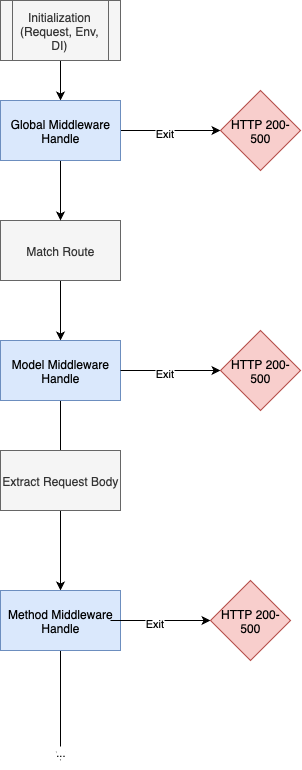 Initialization
(Request, Env,
DI)
Global Middleware
Handle
Exit
HTTP 200-
500
Match Route
Model Middleware
Handle
Exit
HTTP 200-
500
Extract Request Body
Method Middleware
Handle
Exit
HTTP 200-
500
...